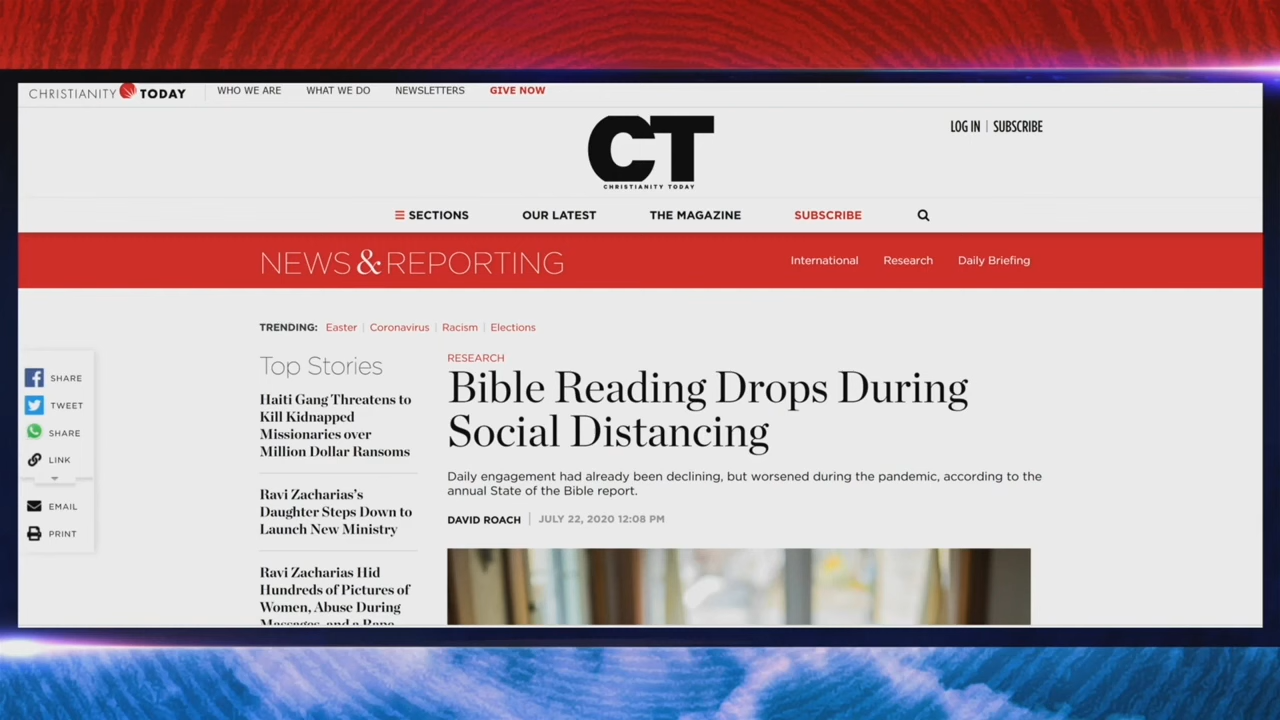 CHRISTIANITY TODAY
WHO WE ARE
WHAT WE DO
NEWSLETTERS
GIVE NOW
CT
CHRISTIANITY TODAY
LOG IN | SUBSCRIBE
SECTIONS
OUR LATEST
THE MAGAZINE
SUBSCRIBE
NEWS & REPORTING
International
Research
Daily Briefing
TRENDING: Easter | Coronavirus | Racism | Elections
SHARE
TWEET
SHARE
LINK
EMAIL
PRINT
Top Stories
Haiti Gang Threatens to
Kill Kidnapped
Missionaries over
Million Dollar Ransoms
Ravi Zacharias's
Daughter Steps Down to
Launch New Ministry
Ravi Zacharias Hid
Hundreds of Pictures of
Women, Abuse During
Massages, and a Rape
RESEARCH
Bible Reading Drops During
Social Distancing
Daily engagement had already been declining, but worsened during the pandemic, according to the
annual State of the Bible report.
DAVID ROACH | JULY 22, 2020 12:08 PM